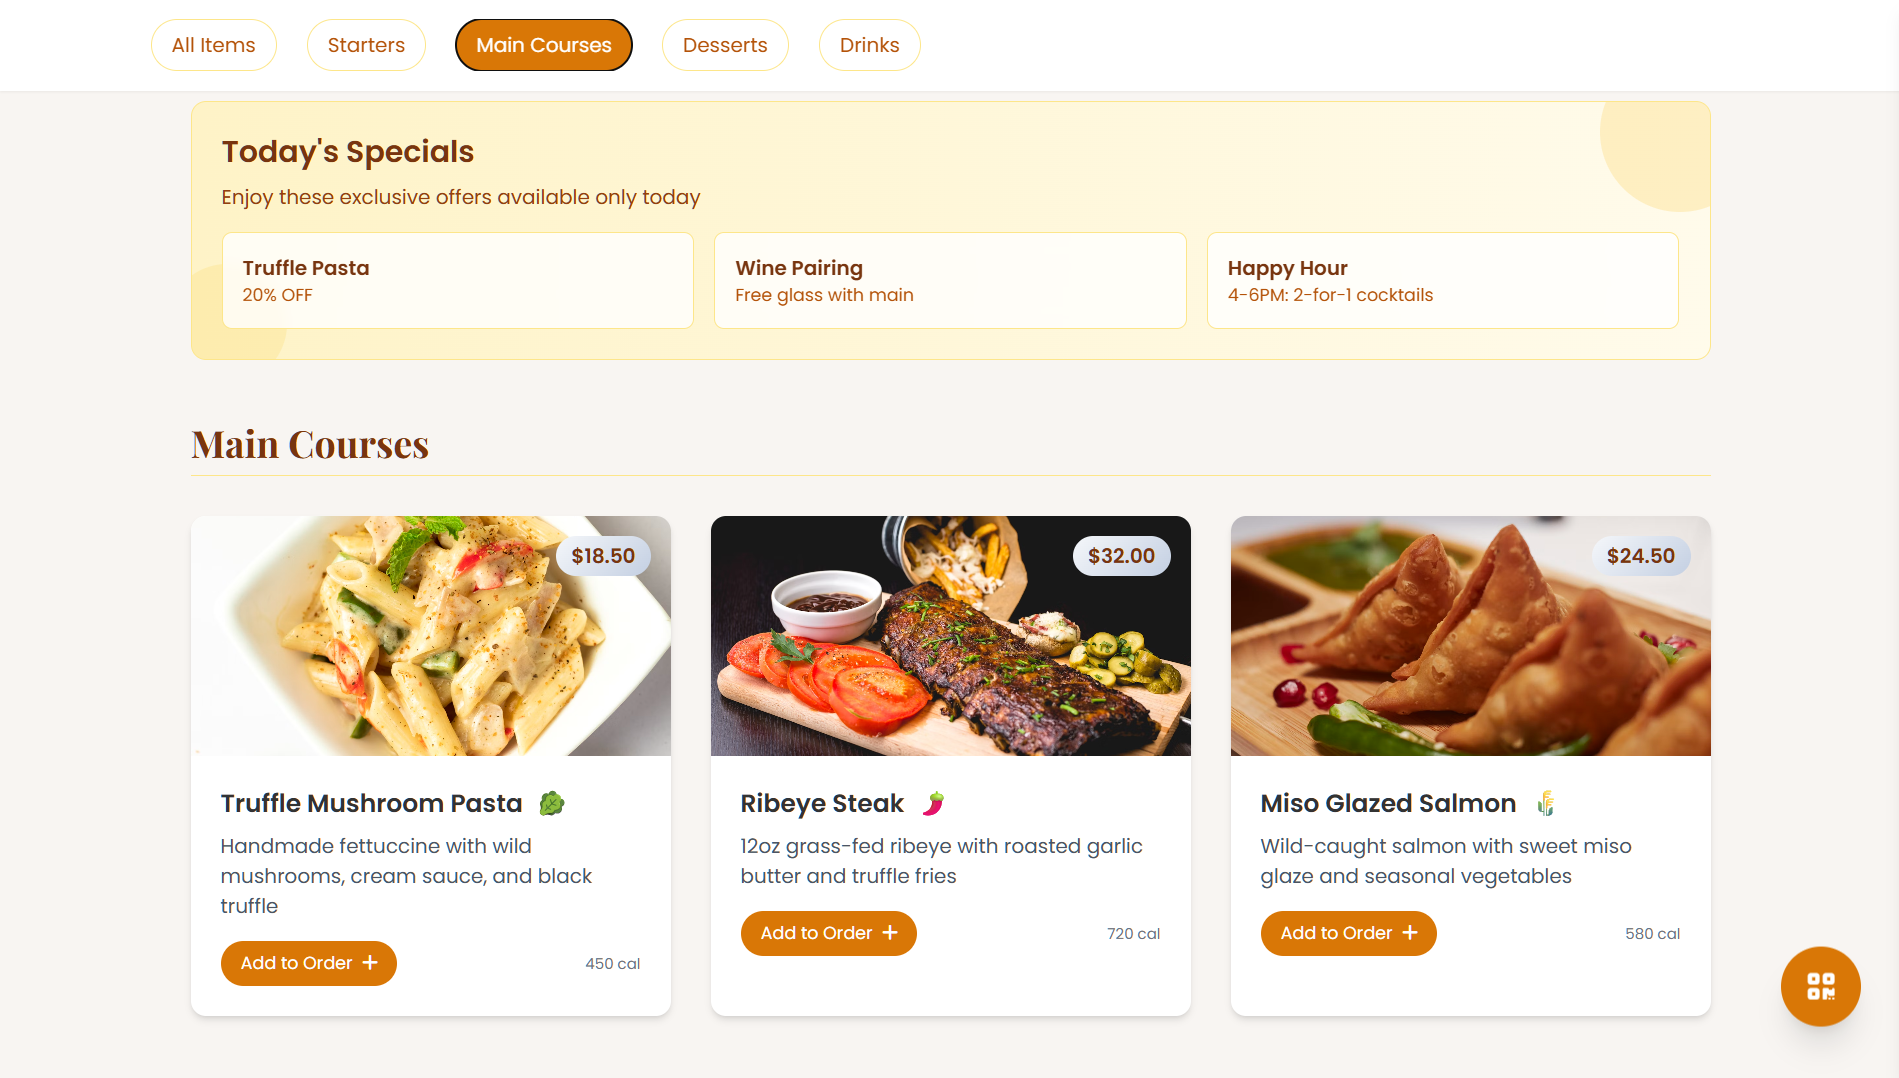 All Items
Starters
Main Courses
Desserts
Drinks
Today's Specials
Enjoy these exclusive offers available only today
Truffle Pasta
20% OFF
Wine Pairing
Free glass with main
Happy Hour
4-6PM: 2-for-1 cocktails
Main Courses
$18.50
Truffle Mushroom Pasta
Handmade fettuccine with wild
mushrooms, cream sauce, and black
truffle
Add to Order +
450 cal
$32.00
Ribeye Steak
12oz grass-fed ribeye with roasted garlic
butter and truffle fries
Add to Order +
720 cal
$24.50
Miso Glazed Salmon
Wild-caught salmon with sweet miso
glaze and seasonal vegetables
Add to Order +
580 cal